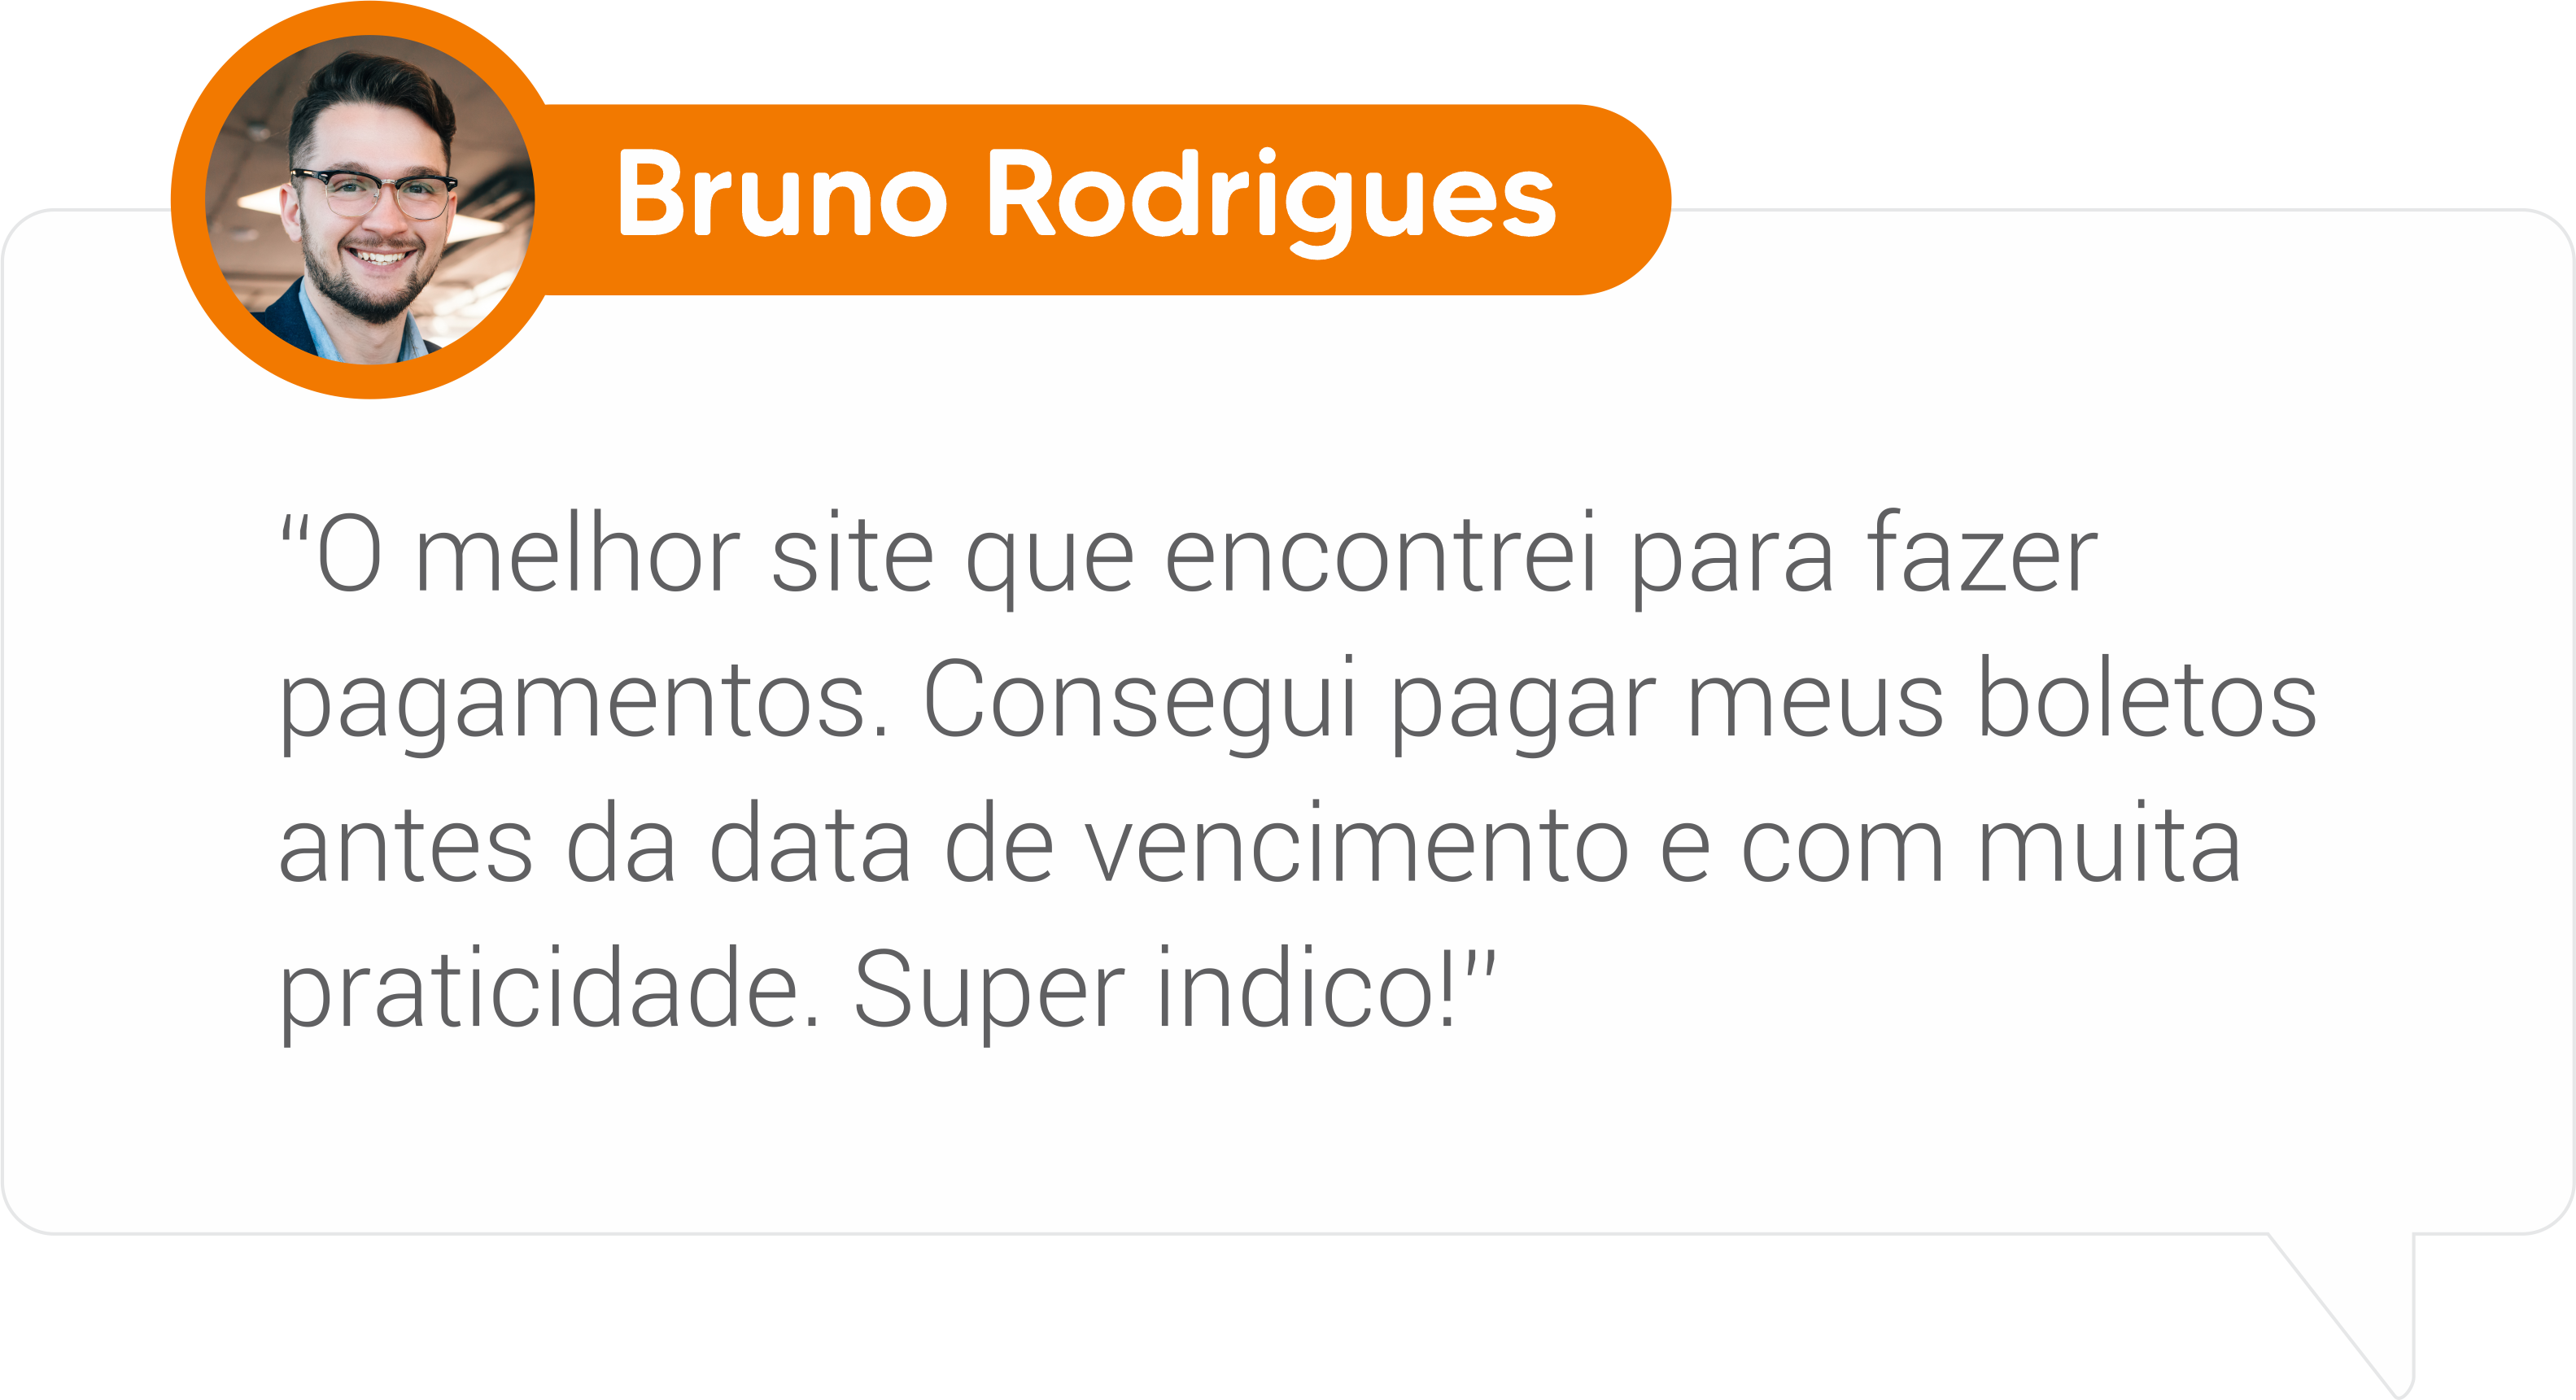 Bruno Rodrigues
“O melhor site que encontrei para fazer
pagamentos. Consegui pagar meus boletos
antes da data de vencimento e com muita
praticidade. Super indico!”